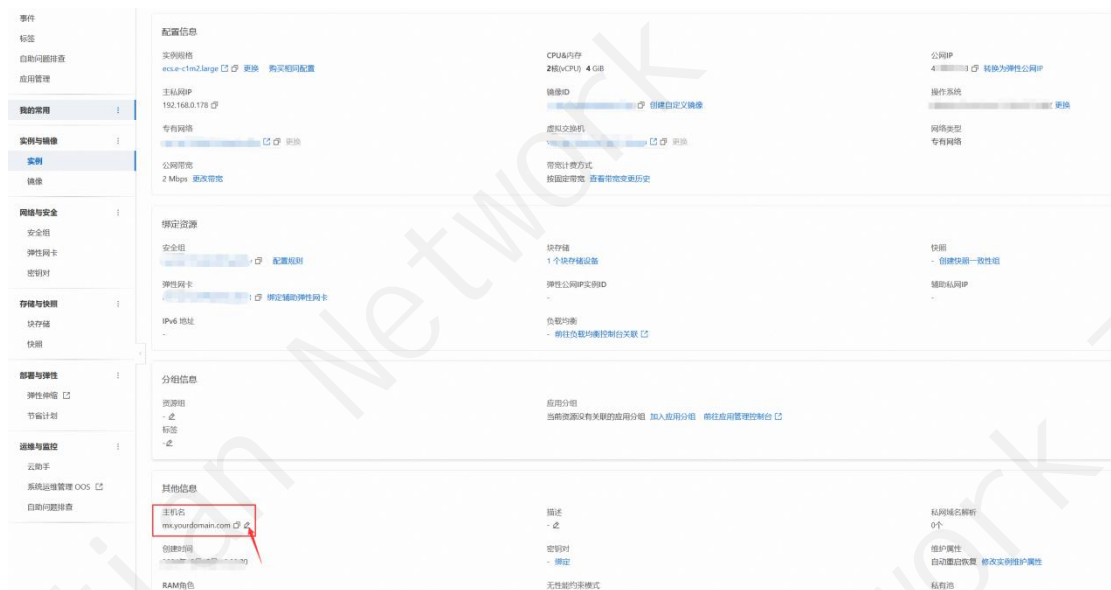 事件
标签
自助问题排查
应用管理
我的常用
实例与镜像
实例
镜像
网络与安全
安全组
弹性网卡
密钥对
存储与快照
块存储
快照
部署与弹性
弹性伸缩
节省计划
运维与监控
云助手
系统运维管理 OOS
自助问题排查
配置信息
实例规格
CPU&内存
公网IP
ecs.e-c1m2.large 更换 购买相同配置
2核(vCPU) 4 GiB
转换为弹性公网IP
主私网IP
镜像ID
操作系统
192.168.0.178
创建自定义镜像
更换
专有网络
虚拟交换机
网络类型
更换
更换
专有网络
公网带宽
带宽计费方式
2 Mbps 更改带宽
按固定带宽 查看带宽变更历史
绑定资源
安全组
块存储
快照
配置规则
1 个块存储设备
- 创建快照一致性组
弹性网卡
弹性公网IP实例ID
辅助私网IP
绑定辅助弹性网卡
-
-
IPv6 地址
负载均衡
-
- 前往负载均衡控制台关联
分组信息
资源组
应用分组
-
当前资源没有关联的应用分组 加入应用分组 前往应用管理控制台
标签
-
其他信息
主机名
描述
私网域名解析
mx.yourdomain.com
-
0个
创建时间
密钥对
维护属性
- 绑定
自动重启恢复 修改实例维护属性
RAM角色
无性能约束模式
私有池
Network